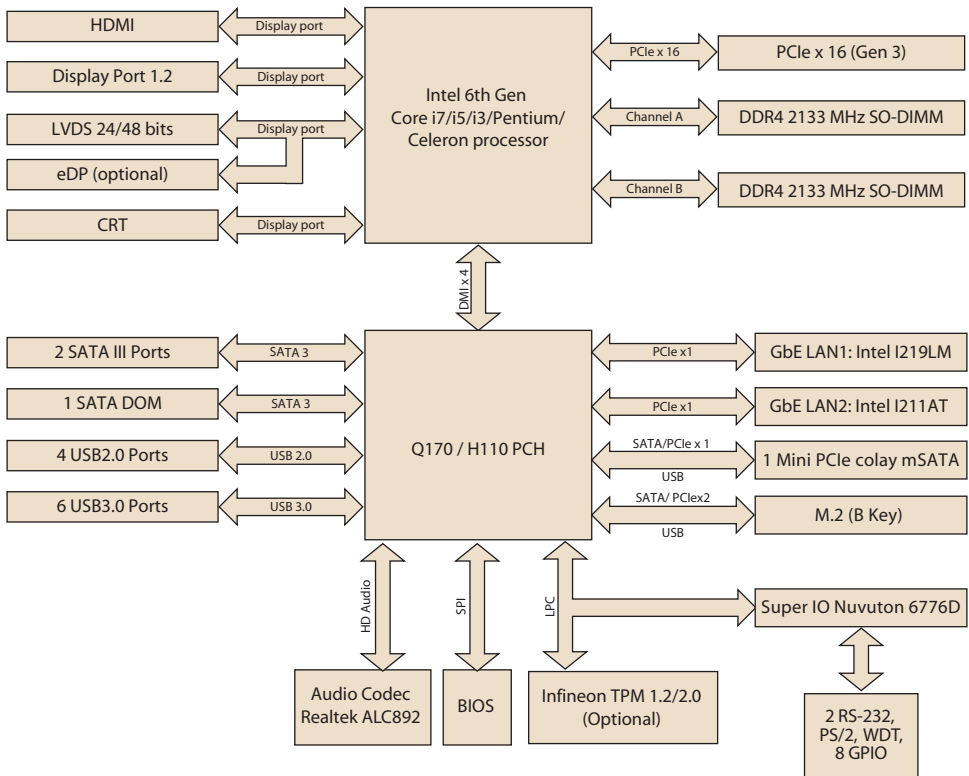 HDMI
Display port
Display Port 1.2
Display port
LVDS 24/48 bits
Display port
eDP (optional)
CRT
Display port
Intel 6th Gen
Core i7/i5/i3/Pentium/
Celeron processor
PCIe x 16
PCIe x 16 (Gen 3)
Channel A
DDR4 2133 MHz SO-DIMM
Channel B
DDR4 2133 MHz SO-DIMM
DMI x 4
2 SATA III Ports
SATA 3
1 SATA DOM
SATA 3
4 USB2.0 Ports
USB 2.0
6 USB3.0 Ports
USB 3.0
Q170 / H110 PCH
PCIe x1
GbE LAN1: Intel I219LM
PCIe x1
GbE LAN2: Intel I211AT
SATA/PCIe x 1
USB
1 Mini PCIe colay mSATA
SATA/ PCIex2
USB
M.2 (B Key)
HD Audio
SPI
LPC
Super IO Nuvuton 6776D
Audio Codec
Realtek ALC892
BIOS
Infineon TPM 1.2/2.0
(Optional)
2 RS-232,
PS/2, WDT,
8 GPIO